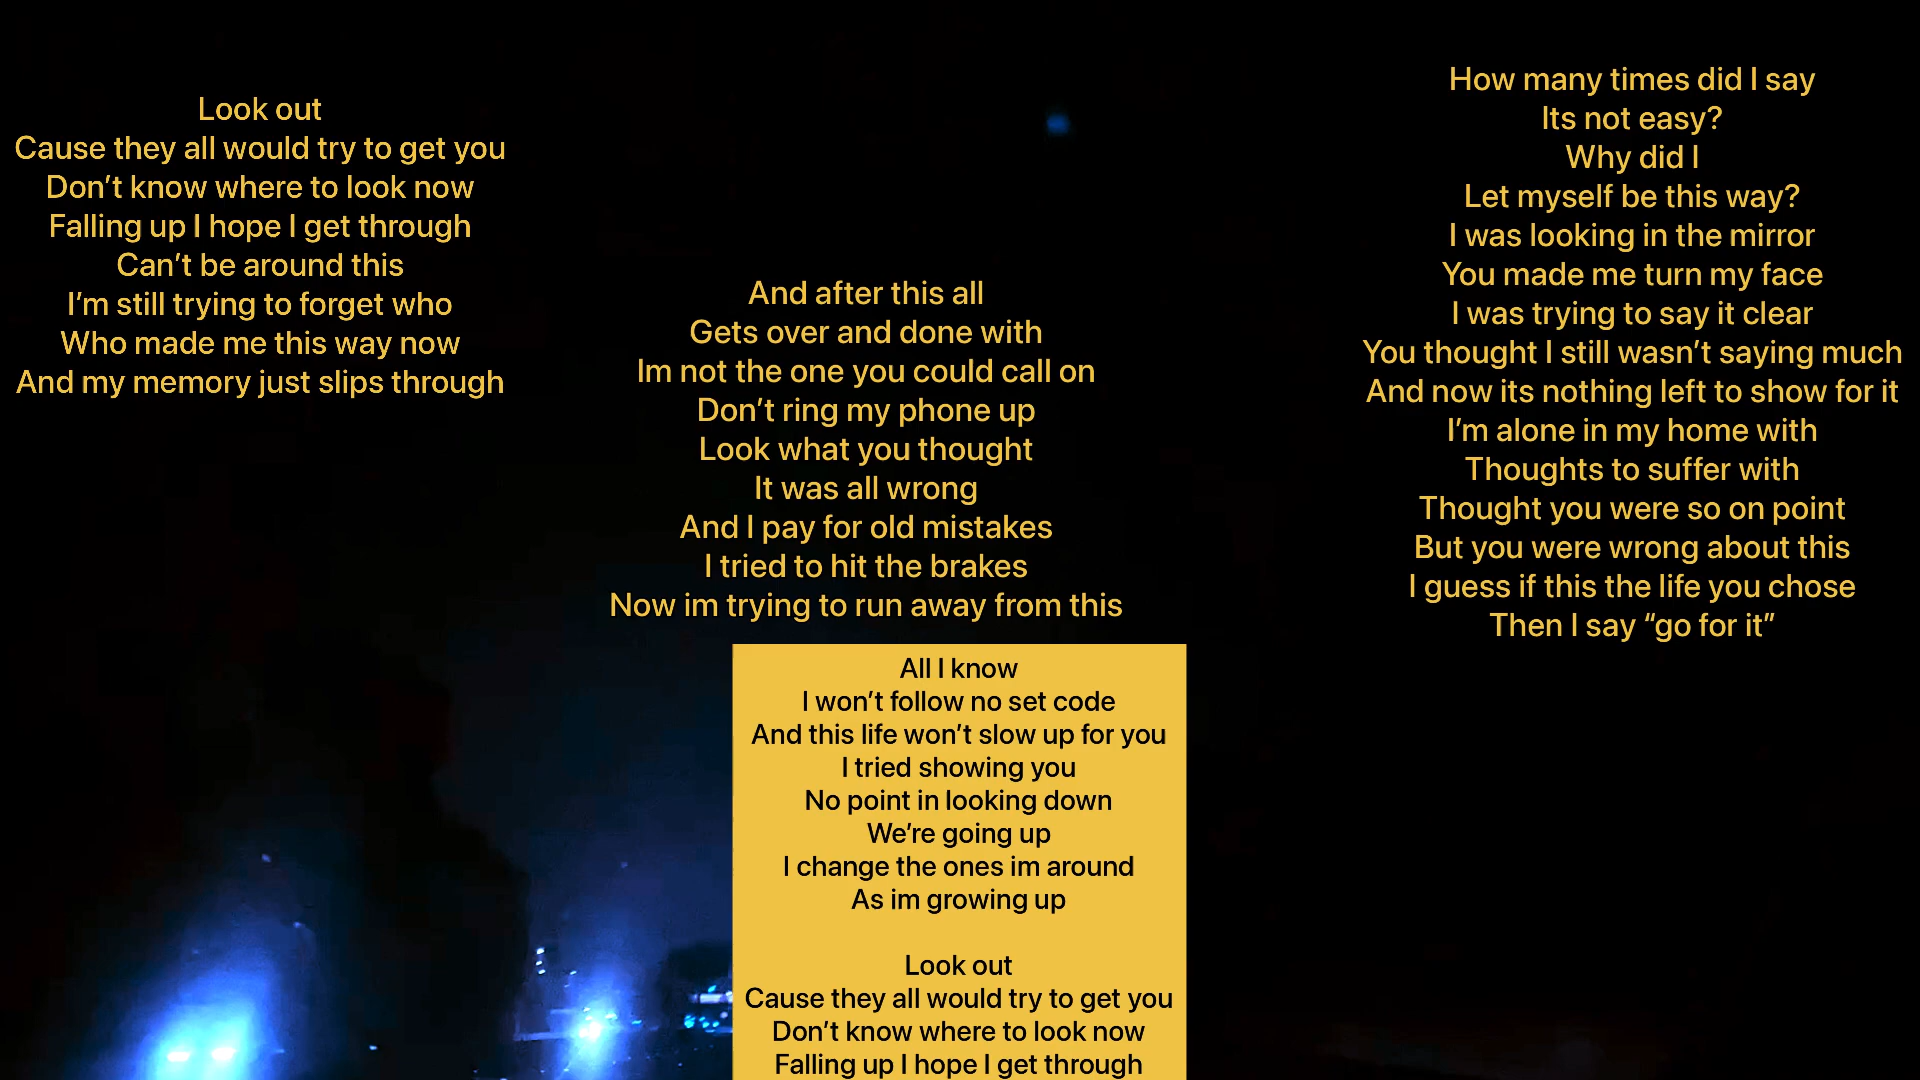 Look out
Cause they all would try to get you
Don’t know where to look now
Falling up I hope I get through
Can’t be around this
I’m still trying to forget who
Who made me this way now
And my memory just slips through
And after this all
Gets over and done with
Im not the one you could call on
Don’t ring my phone up
Look what you thought
It was all wrong
And I pay for old mistakes
I tried to hit the brakes
Now im trying to run away from this
How many times did I say
Its not easy?
Why did I
Let myself be this way?
I was looking in the mirror
You made me turn my face
I was trying to say it clear
You thought I still wasn’t saying much
And now its nothing left to show for it
I’m alone in my home with
Thoughts to suffer with
Thought you were so on point
But you were wrong about this
I guess if this the life you chose
Then I say “go for it”
All I know
I won’t follow no set code
And this life won’t slow up for you
I tried showing you
No point in looking down
We’re going up
I change the ones im around
As im growing up
Look out
Cause they all would try to get you
Don’t know where to look now
Falling up I hope I get through